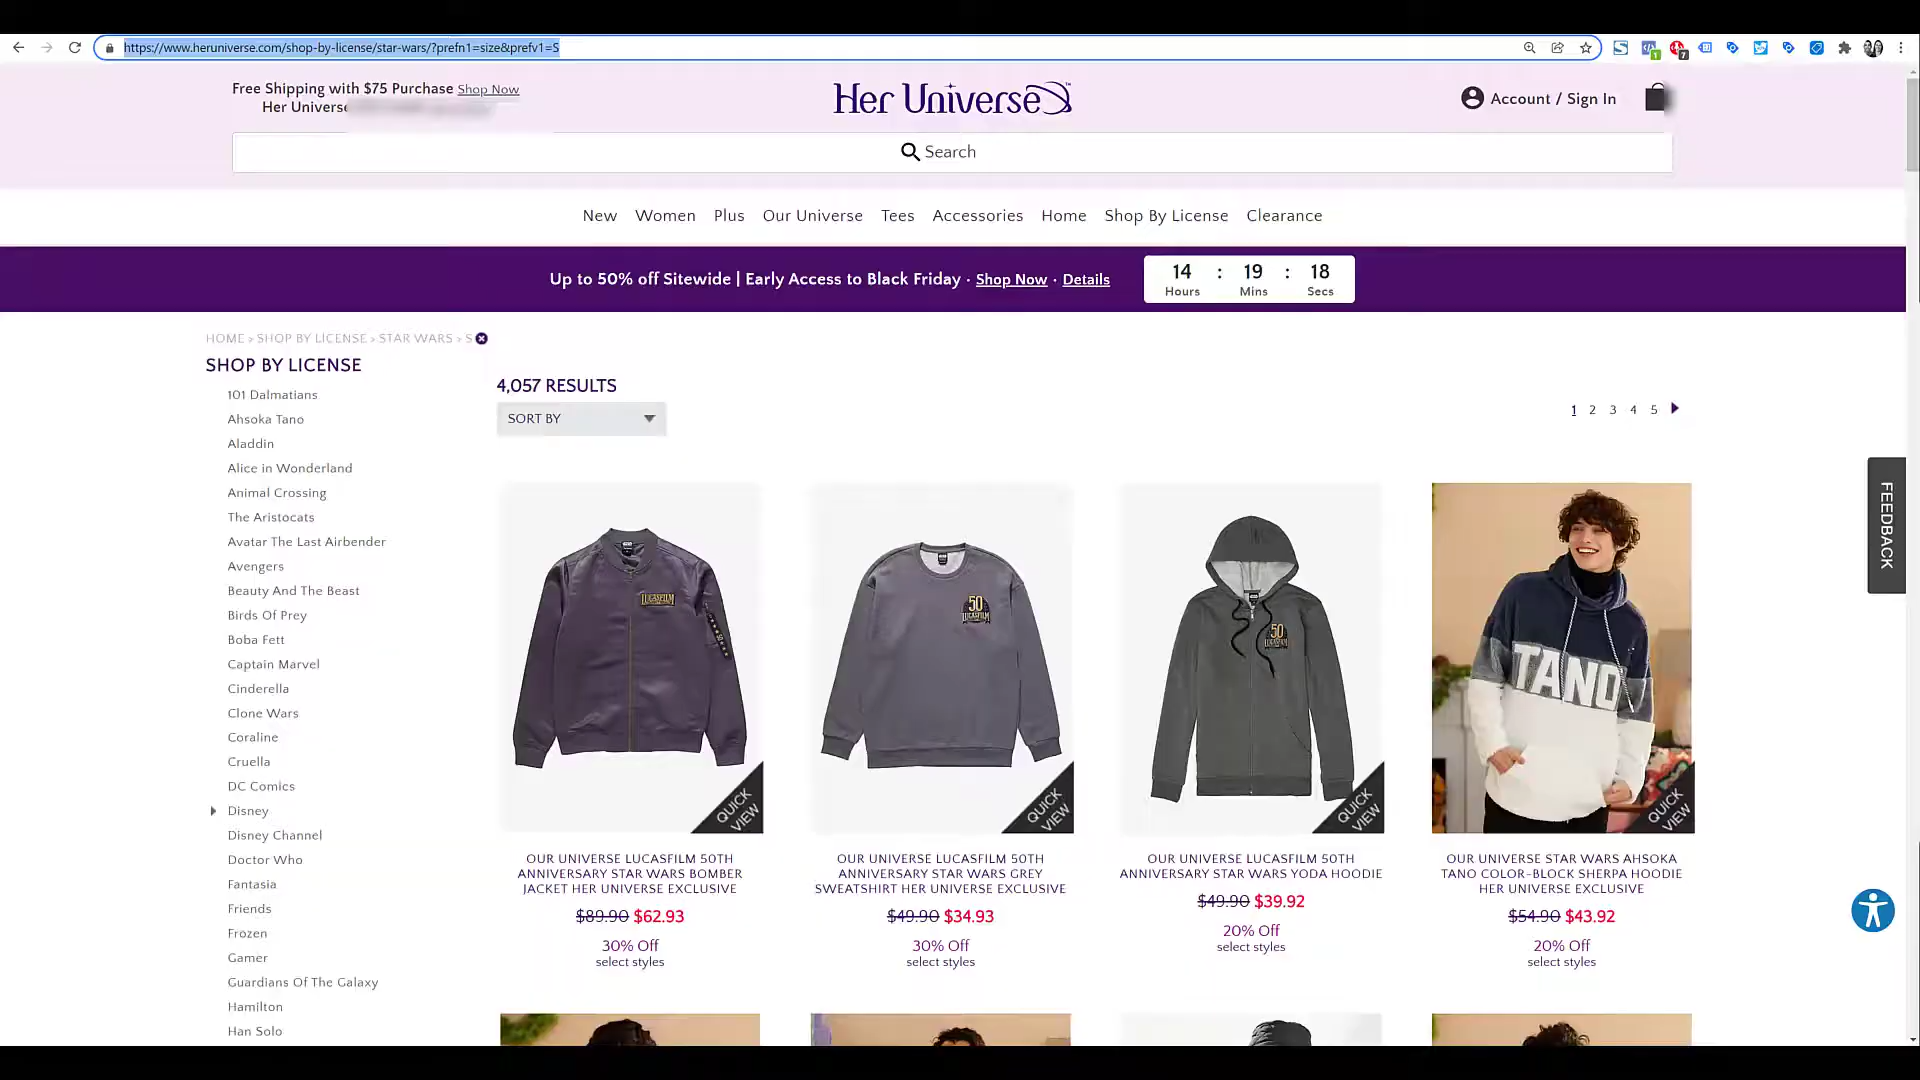 https://www.heruniverse.com/shop-by-license/star-wars/?prefn1=size&prefv1=S
1
7
Free Shipping with $75 Purchase Shop Now
Her Universe
Her Universe
Account / Sign In
Search
New Women Plus Our Universe Tees Accessories Home Shop By License Clearance
Up to 50% off Sitewide | Early Access to Black Friday · Shop Now · Details
14 : 19 : 18
Hours Mins Secs
HOME > SHOP BY LICENSE > STAR WARS > S
SHOP BY LICENSE
101 Dalmatians
Ahsoka Tano
Aladdin
Alice in Wonderland
Animal Crossing
The Aristocats
Avatar The Last Airbender
Avengers
Beauty And The Beast
Birds Of Prey
Boba Fett
Captain Marvel
Cinderella
Clone Wars
Coraline
Cruella
DC Comics
Disney
Disney Channel
Doctor Who
Fantasia
Friends
Frozen
Gamer
Guardians Of The Galaxy
Hamilton
Han Solo
4,057 RESULTS
SORT BY
1 2 3 4 5
LUCASFILM
50
LUCASFILM
50
LUCASFILM
TANO
QUICK VIEW
QUICK VIEW
QUICK VIEW
QUICK VIEW
OUR UNIVERSE LUCASFILM 50TH
ANNIVERSARY STAR WARS BOMBER
JACKET HER UNIVERSE EXCLUSIVE
$89.90 $62.93
30% Off
select styles
OUR UNIVERSE LUCASFILM 50TH
ANNIVERSARY STAR WARS GREY
SWEATSHIRT HER UNIVERSE EXCLUSIVE
$49.90 $34.93
30% Off
select styles
OUR UNIVERSE LUCASFILM 50TH
ANNIVERSARY STAR WARS YODA HOODIE
$49.90 $39.92
20% Off
select styles
OUR UNIVERSE STAR WARS AHSOKA
TANO COLOR-BLOCK SHERPA HOODIE
HER UNIVERSE EXCLUSIVE
$54.90 $43.92
20% Off
select styles
FEEDBACK